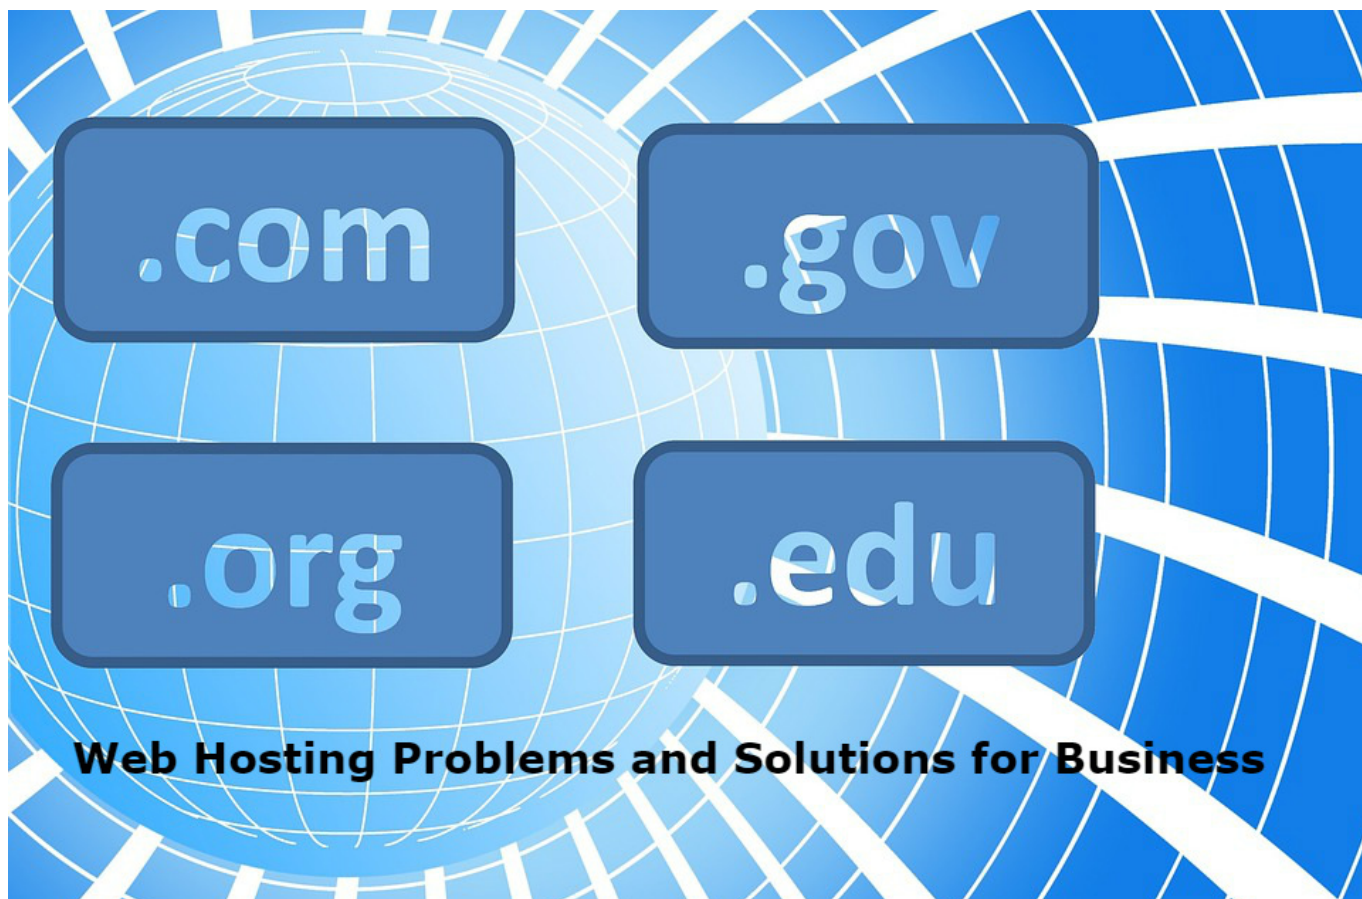 .com
.gov
.org
.edu
Web Hosting Problems and Solutions for Business